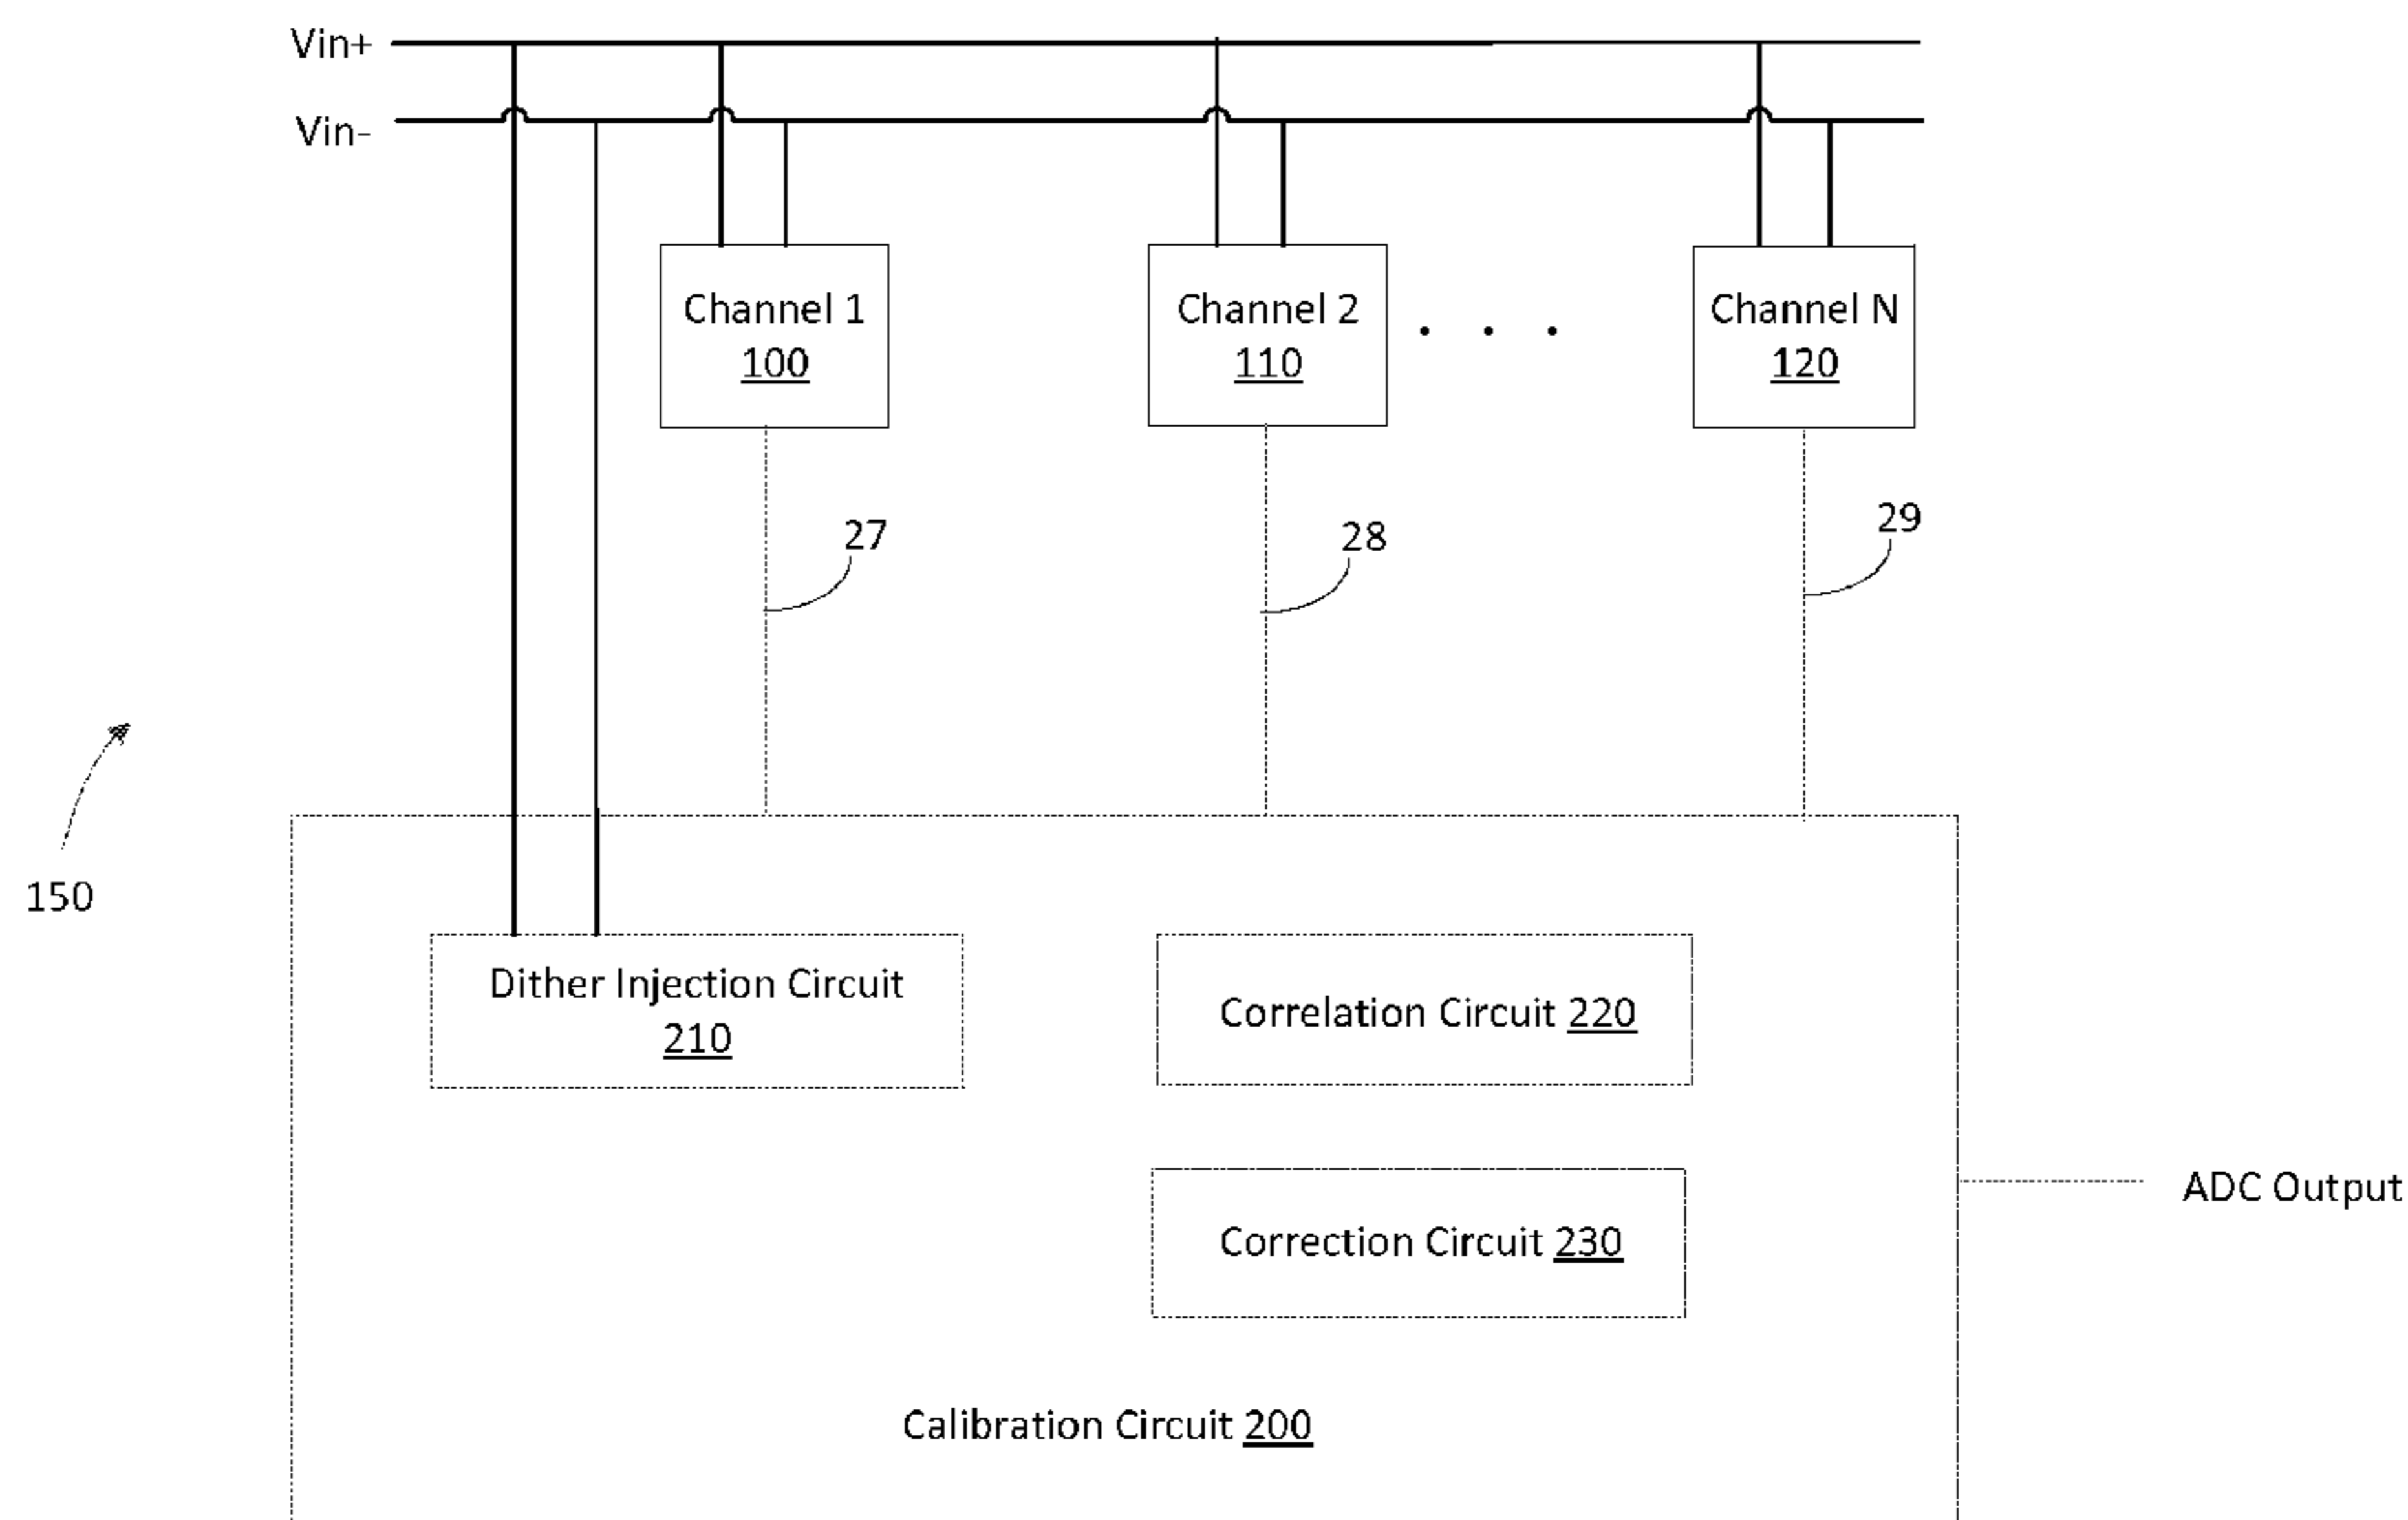 Vin+
Vin-
Channel 1
100
Channel 2
110
. . .
Channel N
120
27
28
29
150
Dither Injection Circuit
210
Correlation Circuit 220
Correction Circuit 230
ADC Output
Calibration Circuit 200